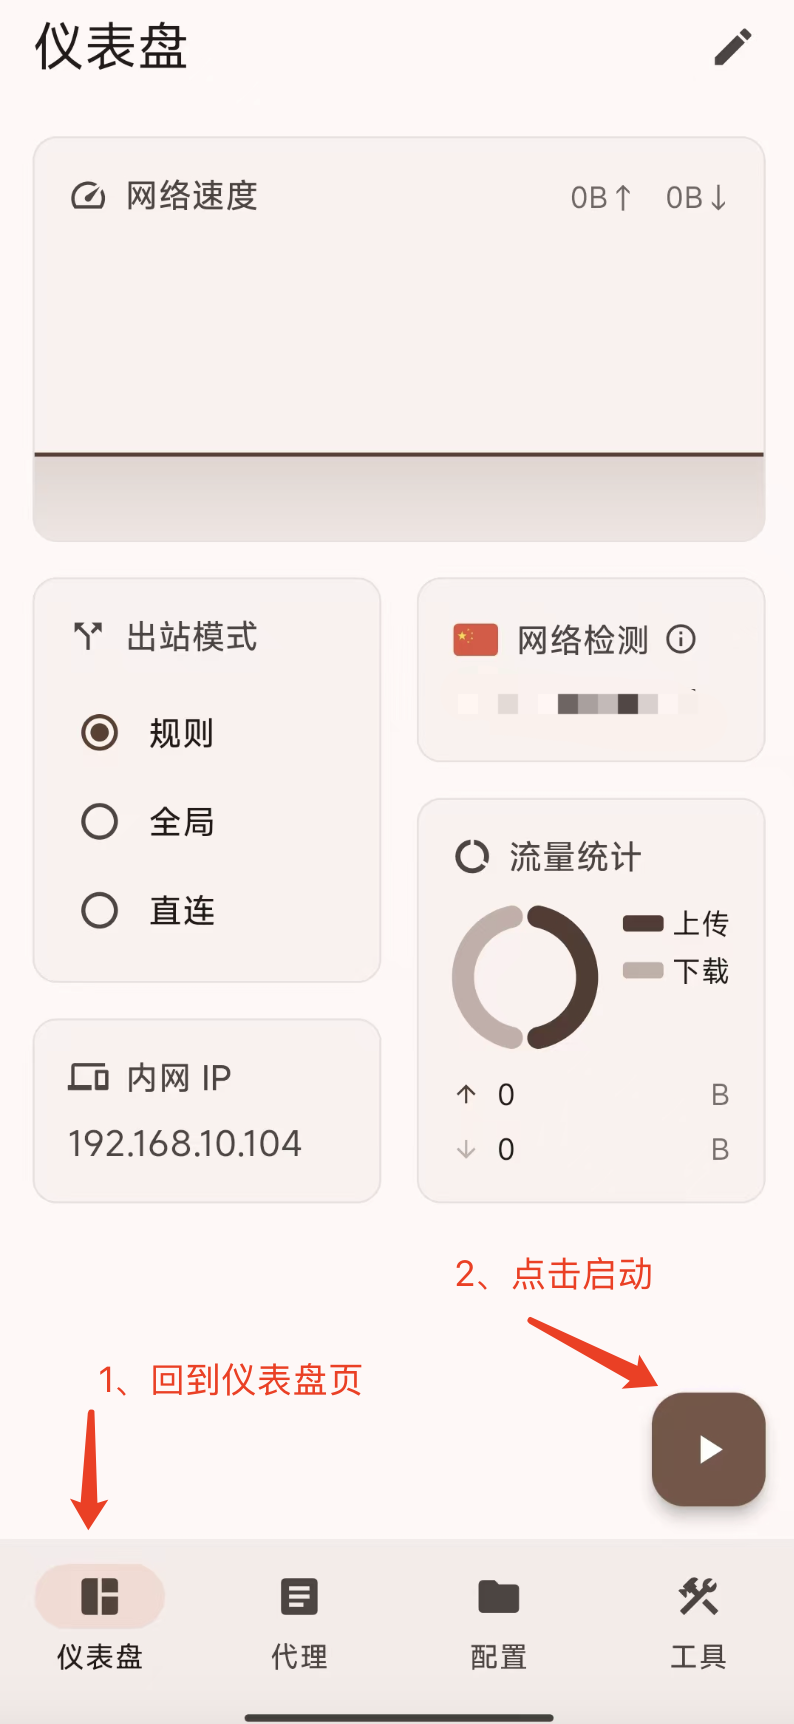 仪表盘
网络速度 0B↑ 0B↓
出站模式
规则
全局
直连
网络检测
流量统计
上传
下载
↑ 0 B
↓ 0 B
内网 IP
192.168.10.104
2、点击启动
1、回到仪表盘页
仪表盘 代理 配置 工具